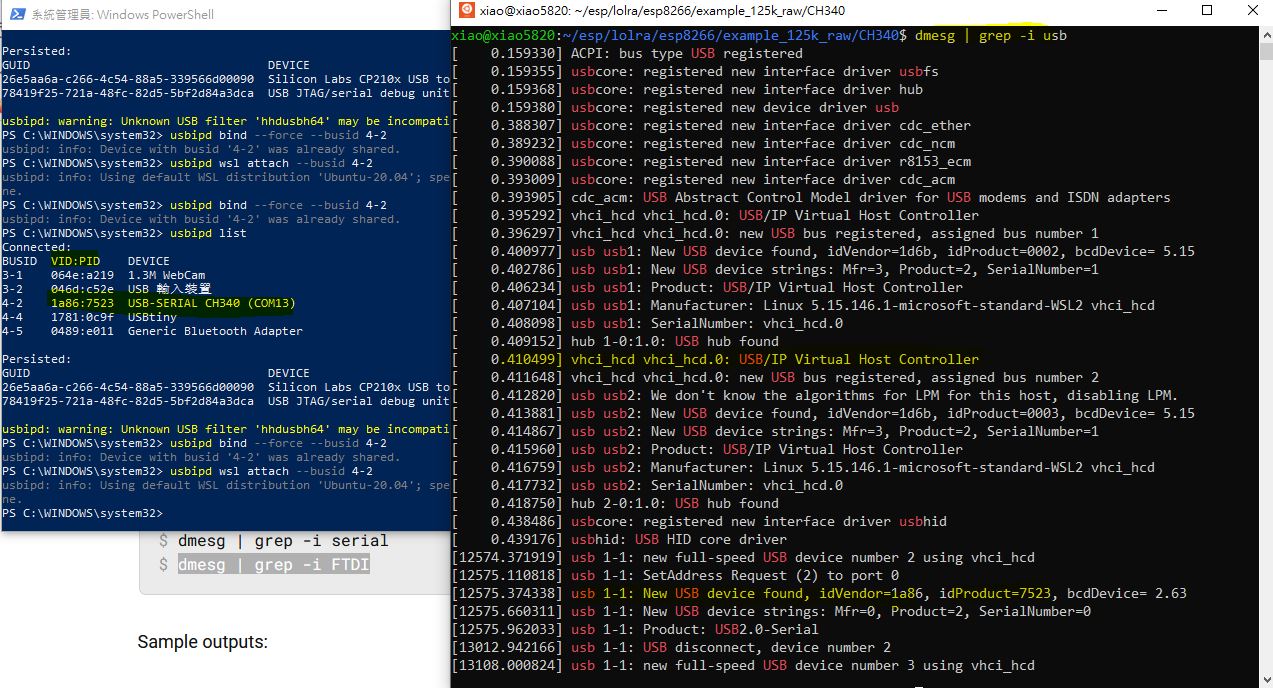 系統管理員: Windows PowerShell
Persisted:
GUID DEVICE
26e5aa6a-c266-4c54-88a5-339566d00090 Silicon Labs CP210x USB to
78419f25-721a-48fc-82d5-5bf2d84a3dca USB JTAG/serial debug unit
usbipd: warning: Unknown USB filter 'hhdusbh64' may be incompati
PS C:\WINDOWS\system32> usbipd bind --force --busid 4-2
usbipd: info: Device with busid '4-2' was already shared.
PS C:\WINDOWS\system32> usbipd wsl attach --busid 4-2
usbipd: info: Using default WSL distribution 'Ubuntu-20.04'; spe
ne.
PS C:\WINDOWS\system32> usbipd bind --force --busid 4-2
usbipd: info: Device with busid '4-2' was already shared.
PS C:\WINDOWS\system32> usbipd list
Connected:
BUSID VID:PID DEVICE
3-1 064e:a219 1.3M WebCam
3-2 046d:c52e USB 輸入裝置
4-2 1a86:7523 USB-SERIAL CH340 (COM13)
4-4 1781:0c9f USBtiny
4-5 0489:e011 Generic Bluetooth Adapter
Persisted:
GUID DEVICE
26e5aa6a-c266-4c54-88a5-339566d00090 Silicon Labs CP210x USB to
78419f25-721a-48fc-82d5-5bf2d84a3dca USB JTAG/serial debug unit
usbipd: warning: Unknown USB filter 'hhdusbh64' may be incompati
PS C:\WINDOWS\system32> usbipd bind --force --busid 4-2
usbipd: info: Device with busid '4-2' was already shared.
PS C:\WINDOWS\system32> usbipd wsl attach --busid 4-2
usbipd: info: Using default WSL distribution 'Ubuntu-20.04'; spe
ne.
PS C:\WINDOWS\system32>
$ dmesg | grep -i serial
$ dmesg | grep -i FTDI
Sample outputs:
xiao@xiao5820: ~/esp/lolra/esp8266/example_125k_raw/CH340
xiao@xiao5820:~/esp/lolra/esp8266/example_125k_raw/CH340$ dmesg | grep -i usb
[    0.159330] ACPI: bus type USB registered
[    0.159355] usbcore: registered new interface driver usbfs
[    0.159368] usbcore: registered new interface driver hub
[    0.159380] usbcore: registered new device driver usb
[    0.388307] usbcore: registered new interface driver cdc_ether
[    0.389232] usbcore: registered new interface driver cdc_ncm
[    0.390088] usbcore: registered new interface driver r8153_ecm
[    0.393009] usbcore: registered new interface driver cdc_acm
[    0.393905] cdc_acm: USB Abstract Control Model driver for USB modems and ISDN adapters
[    0.395292] vhci_hcd vhci_hcd.0: USB/IP Virtual Host Controller
[    0.396297] vhci_hcd vhci_hcd.0: new USB bus registered, assigned bus number 1
[    0.400977] usb usb1: New USB device found, idVendor=1d6b, idProduct=0002, bcdDevice= 5.15
[    0.402786] usb usb1: New USB device strings: Mfr=3, Product=2, SerialNumber=1
[    0.406234] usb usb1: Product: USB/IP Virtual Host Controller
[    0.407104] usb usb1: Manufacturer: Linux 5.15.146.1-microsoft-standard-WSL2 vhci_hcd
[    0.408098] usb usb1: SerialNumber: vhci_hcd.0
[    0.409152] hub 1-0:1.0: USB hub found
[    0.410499] vhci_hcd vhci_hcd.0: USB/IP Virtual Host Controller
[    0.411648] vhci_hcd vhci_hcd.0: new USB bus registered, assigned bus number 2
[    0.412820] usb usb2: We don't know the algorithms for LPM for this host, disabling LPM.
[    0.413881] usb usb2: New USB device found, idVendor=1d6b, idProduct=0003, bcdDevice= 5.15
[    0.414867] usb usb2: New USB device strings: Mfr=3, Product=2, SerialNumber=1
[    0.415960] usb usb2: Product: USB/IP Virtual Host Controller
[    0.416759] usb usb2: Manufacturer: Linux 5.15.146.1-microsoft-standard-WSL2 vhci_hcd
[    0.417732] usb usb2: SerialNumber: vhci_hcd.0
[    0.418750] hub 2-0:1.0: USB hub found
[    0.438486] usbcore: registered new interface driver usbhid
[    0.439176] usbhid: USB HID core driver
[12574.371919] usb 1-1: new full-speed USB device number 2 using vhci_hcd
[12575.110818] usb 1-1: SetAddress Request (2) to port 0
[12575.374338] usb 1-1: New USB device found, idVendor=1a86, idProduct=7523, bcdDevice= 2.63
[12575.660311] usb 1-1: New USB device strings: Mfr=0, Product=2, SerialNumber=0
[12575.962033] usb 1-1: Product: USB2.0-Serial
[13012.942166] usb 1-1: USB disconnect, device number 2
[13108.000824] usb 1-1: new full-speed USB device number 3 using vhci_hcd